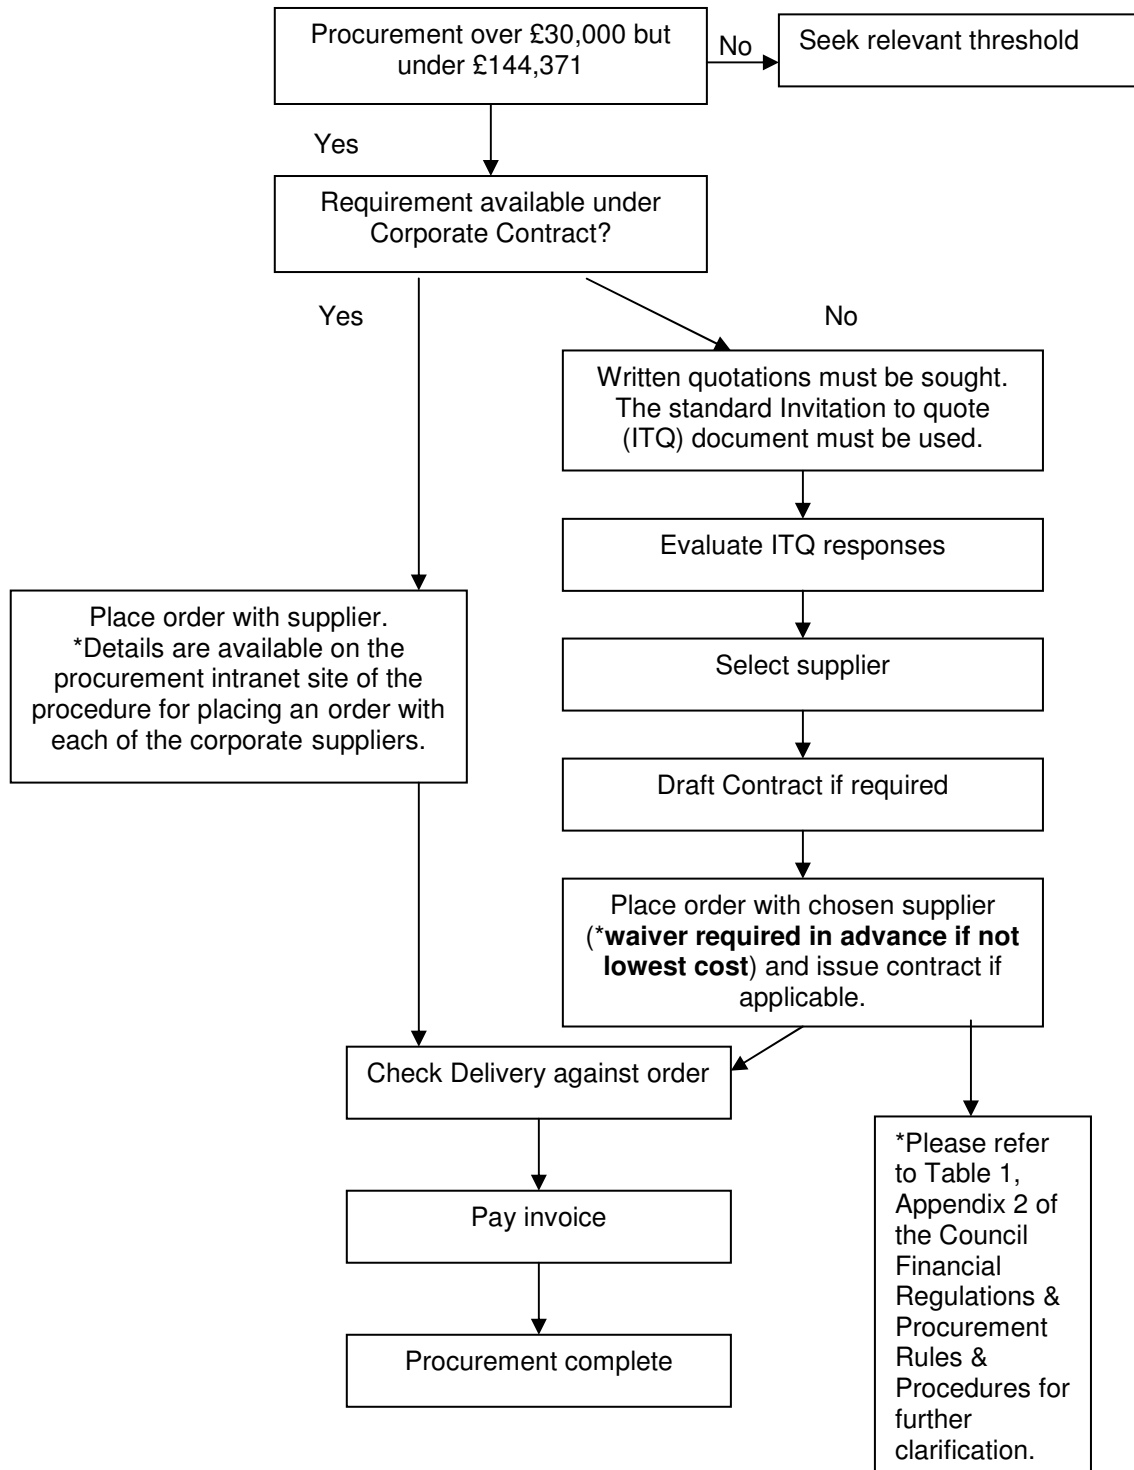 Procurement over £30,000 but
under £144,371
No
Seek relevant threshold
Yes
Requirement available under
Corporate Contract?
Yes
No
Written quotations must be sought.
The standard Invitation to quote
(ITQ) document must be used.
Evaluate ITQ responses
Place order with supplier.
*Details are available on the
procurement intranet site of the
procedure for placing an order with
each of the corporate suppliers.
Select supplier
Draft Contract if required
Place order with chosen supplier
(*waiver required in advance if not
lowest cost) and issue contract if
applicable.
Check Delivery against order
*Please refer
to Table 1,
Appendix 2 of
the Council
Financial
Regulations &
Procurement
Rules &
Procedures for
further
clarification.
Pay invoice
Procurement complete